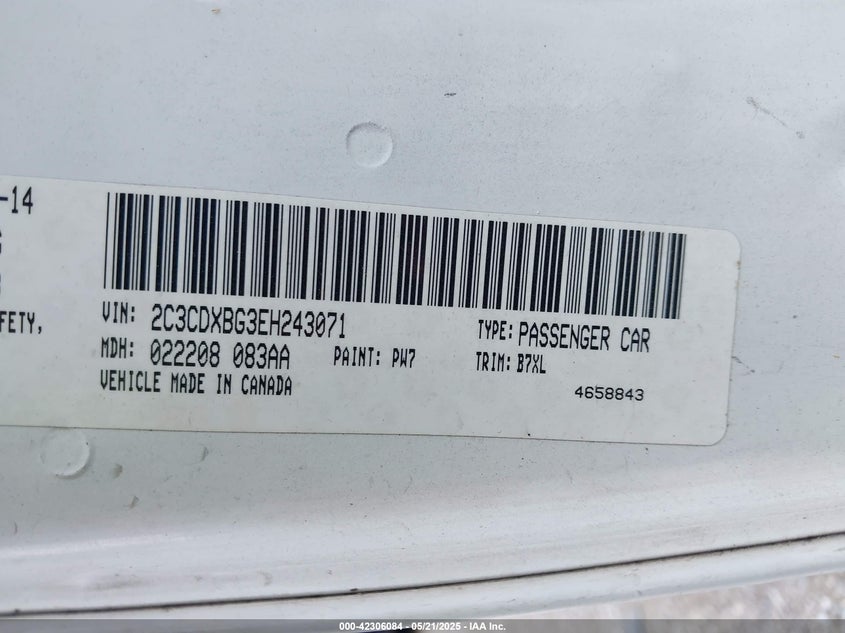 -14
FETY,
VIN: 2C3CDXBG3EH243071
TYPE: PASSENGER CAR
MDH: 022208 083AA
PAINT: PW7
TRIM: B7XL
VEHICLE MADE IN CANADA
4658843
000-42306084 - 05/21/2025 - IAA Inc.